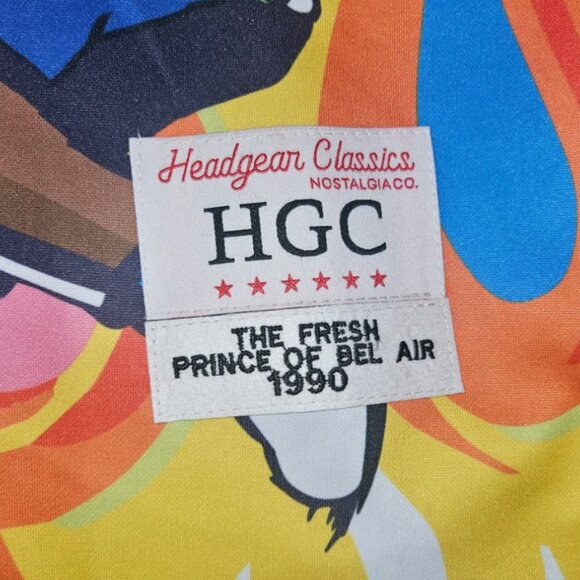 Headgear Classics
NOSTALGIA CO.
HGC
THE FRESH
PRINCE OF BEL AIR
1990